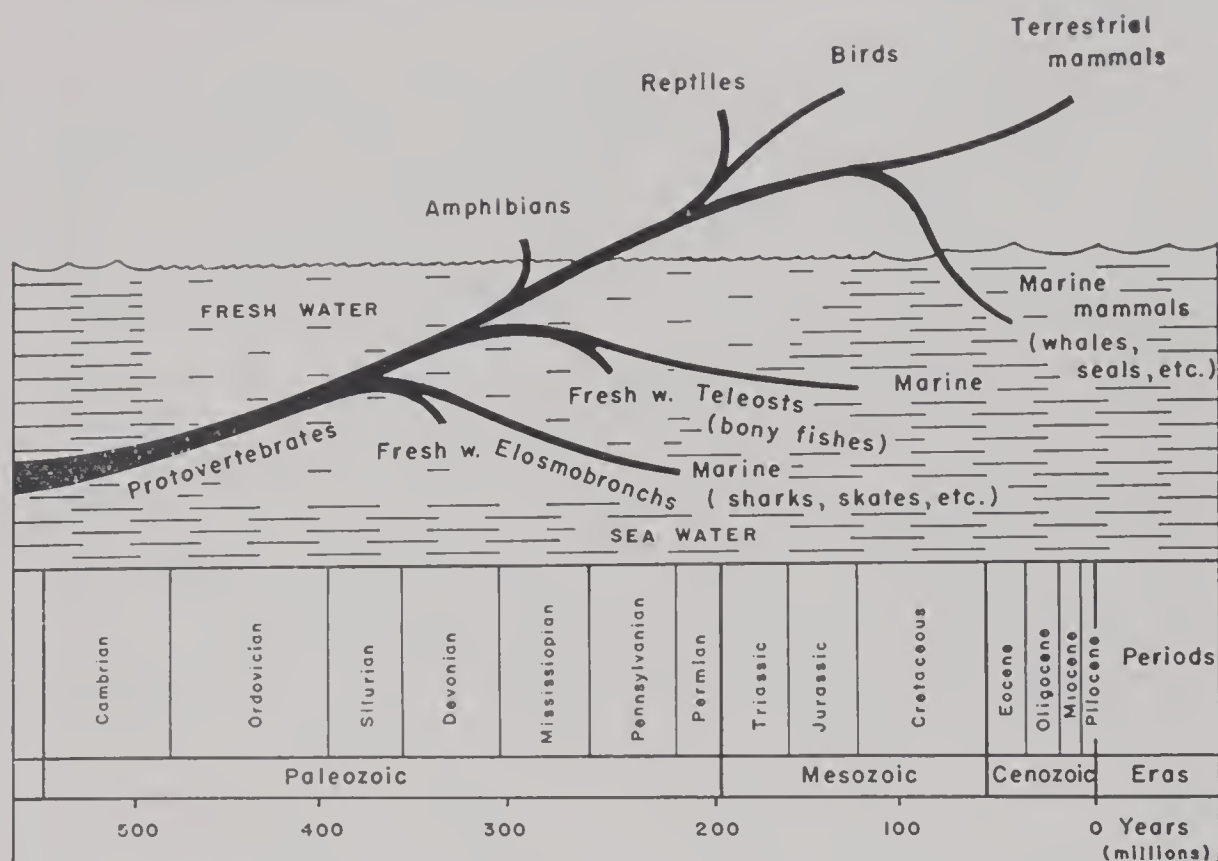 Terrestrial
mammals
Birds
Reptiles
Amphibians
FRESH WATER
Marine
mammals
(whales,
seals, etc.)
Marine
Fresh w. Teleosts
(bony fishes)
Protovertebrates
Fresh w. Elosmobronchs
Marine
(sharks, skates, etc.)
SEA WATER
Cambrian
Ordovician
Silurian
Devonian
Mississiopian
Pennsylvanian
Permian
Triassic
Jurassic
Cretaceous
Eocene
Oligocene
Miocene
Pliocene
Periods
Paleozoic
Mesozoic
Cenozoic
Eras
500 400 300 200 100 0 Years
(millions)